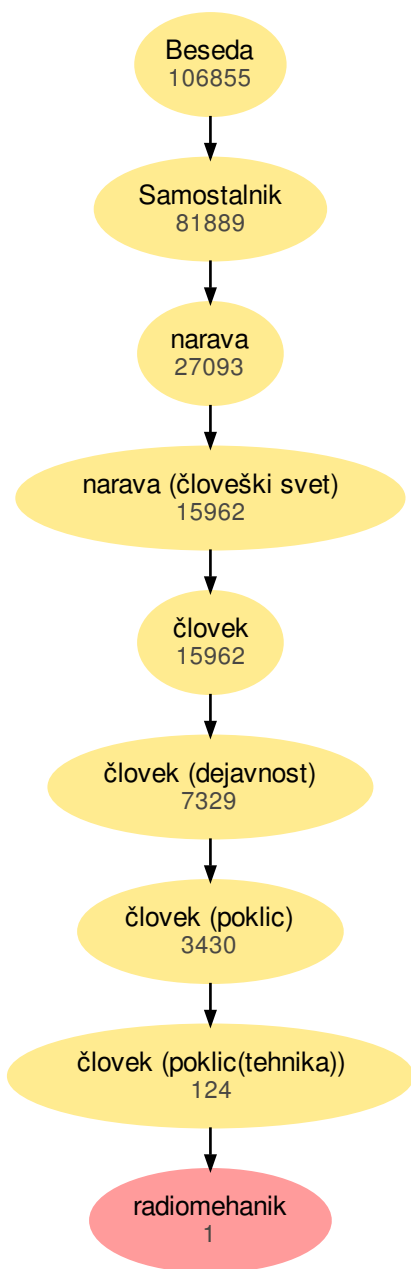 Beseda
106855
Samostalnik
81889
narava
27093
narava (človeški svet)
15962
človek
15962
človek (dejavnost)
7329
človek (poklic)
3430
človek (poklic(tehnika))
124
radiomehanik
1